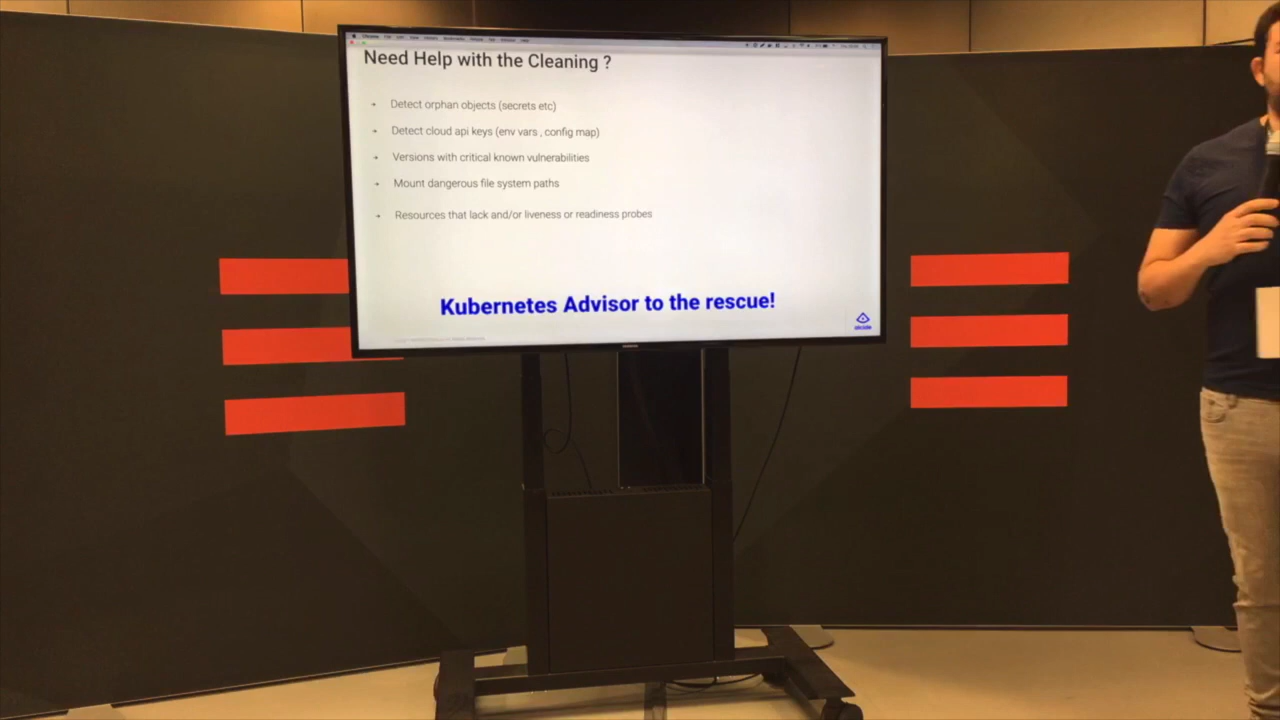 Need Help with the Cleaning ?
Detect orphan objects (secrets etc)
Detect cloud api keys (env vars , config map)
Versions with critical known vulnerabilities
Mount dangerous file system paths
Resources that lack and/or liveness or readiness probes
Kubernetes Advisor to the rescue!